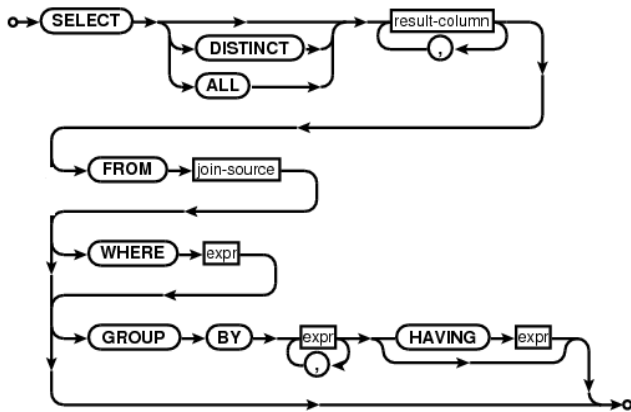 SELECT result-column
DISTINCT ,
ALL
FROM join-source
WHERE expr
GROUP BY expr HAVING expr
,